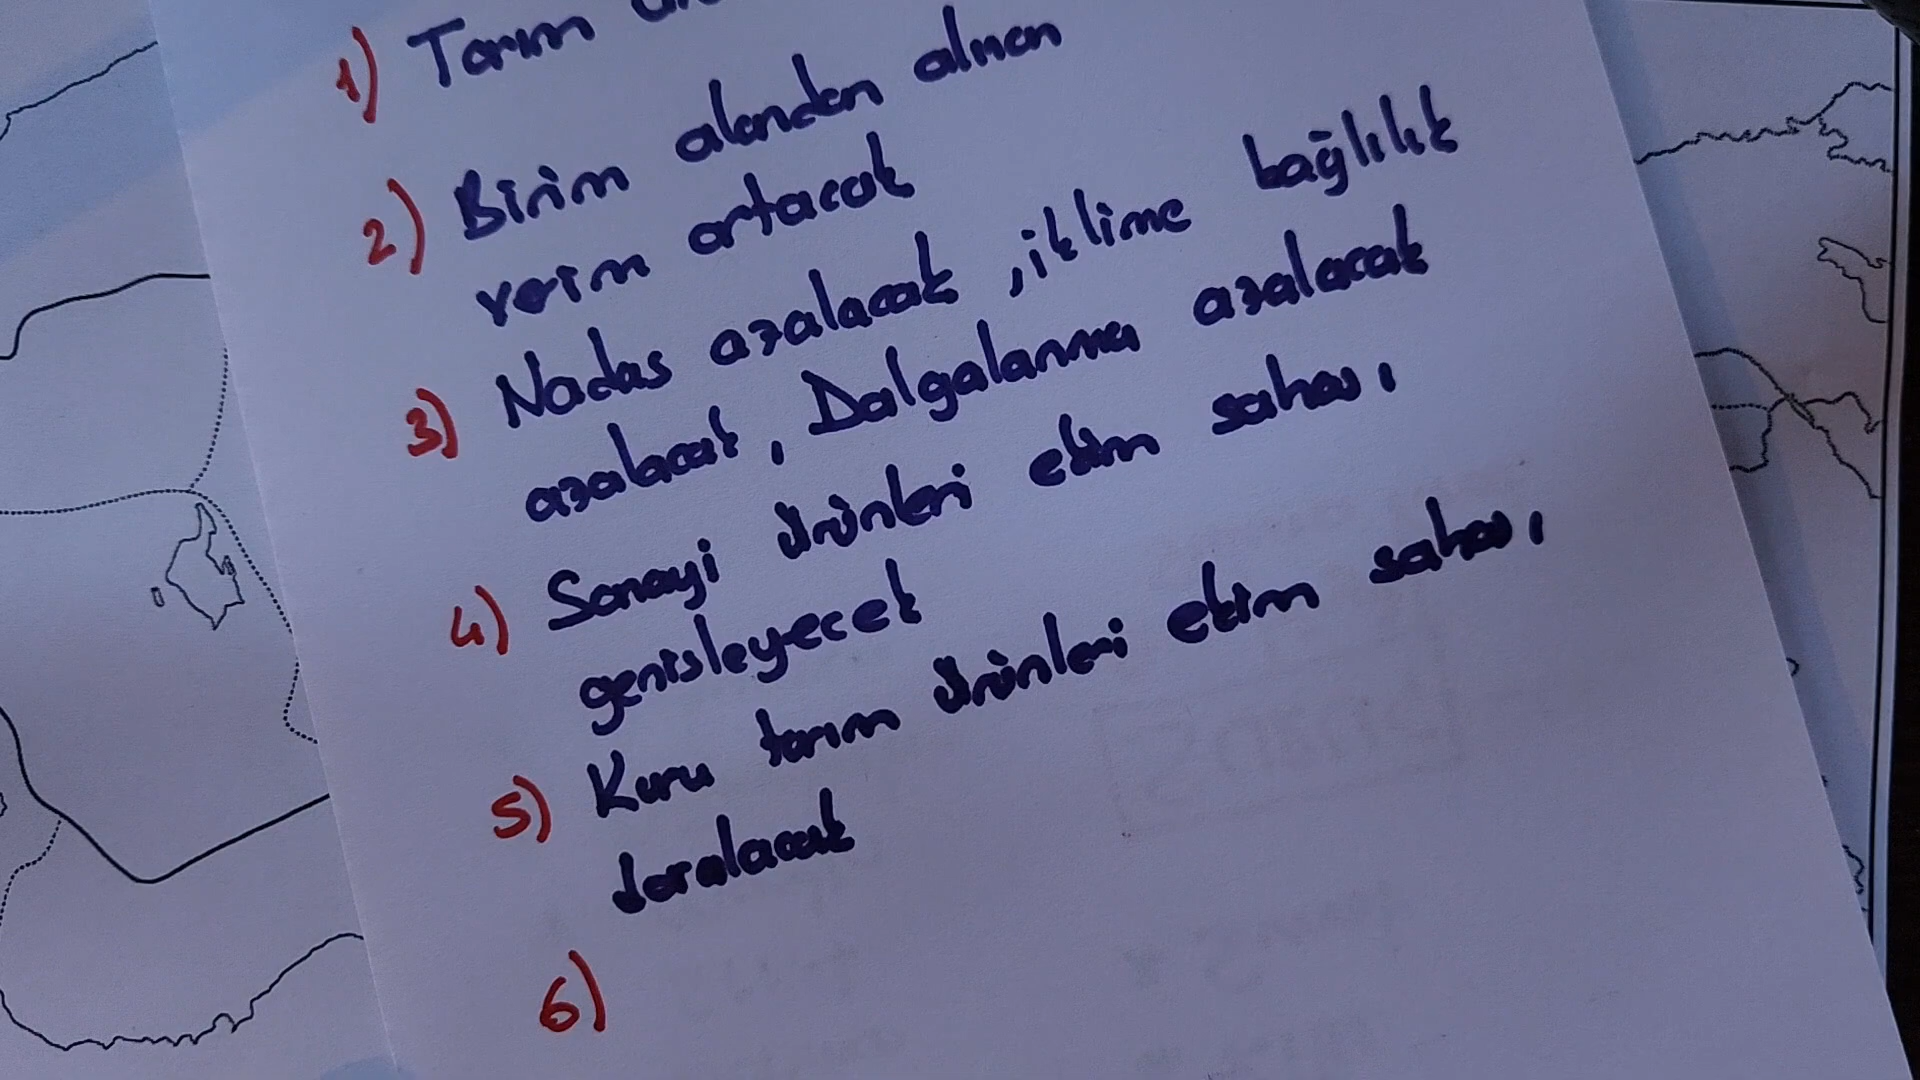 1) Tarım
2) Birim alandan alınan
verim artacak
3) Nadas azalacak, iklime bağlılık
azalacak, Dalgalanma azalacak
4) Sanayi ürünleri ekim sahası
genişleyecek
5) Kuru tarım ürünleri ekim sahası
daralacak
6)